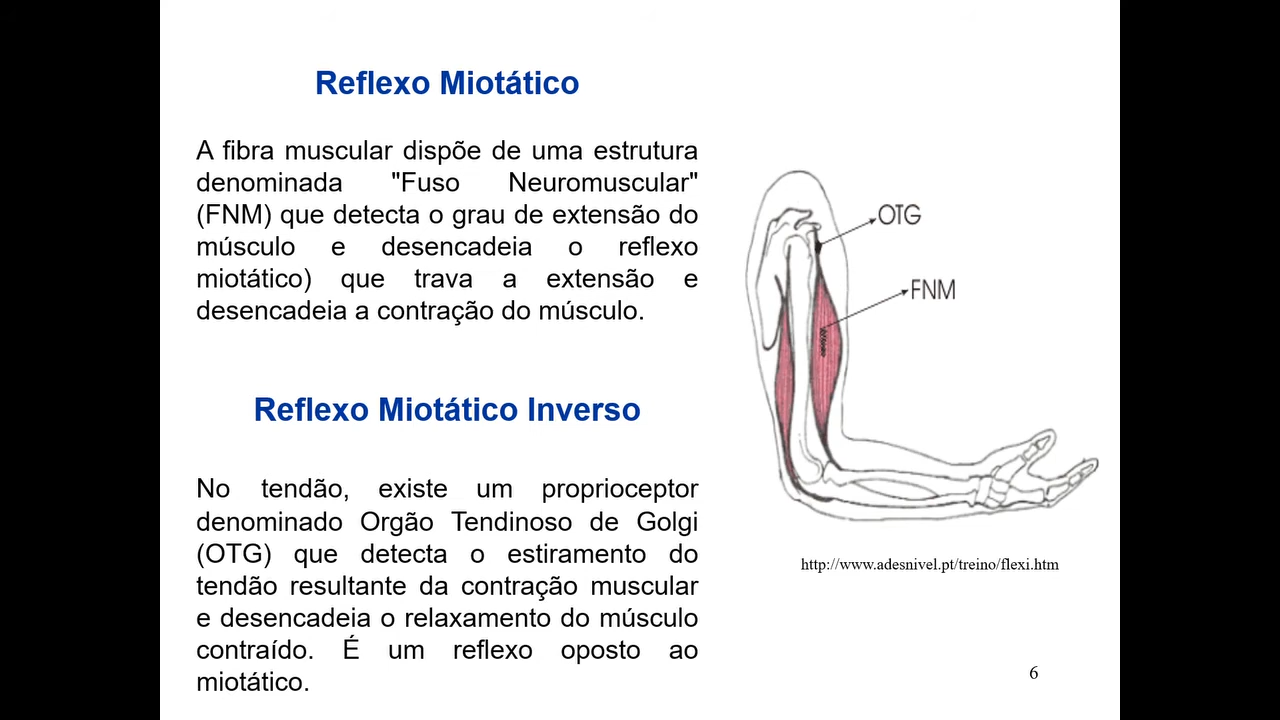 Reflexo Miotático
A fibra muscular dispõe de uma estrutura
denominada "Fuso Neuromuscular"
(FNM) que detecta o grau de extensão do
músculo e desencadeia o reflexo
miotático) que trava a extensão e
desencadeia a contração do músculo.
Reflexo Miotático Inverso
No tendão, existe um proprioceptor
denominado Orgão Tendinoso de Golgi
(OTG) que detecta o estiramento do
tendão resultante da contração muscular
e desencadeia o relaxamento do músculo
contraído. É um reflexo oposto ao
miotático.
OTG
FNM
http://www.adesnivel.pt/treino/flexi.htm
6